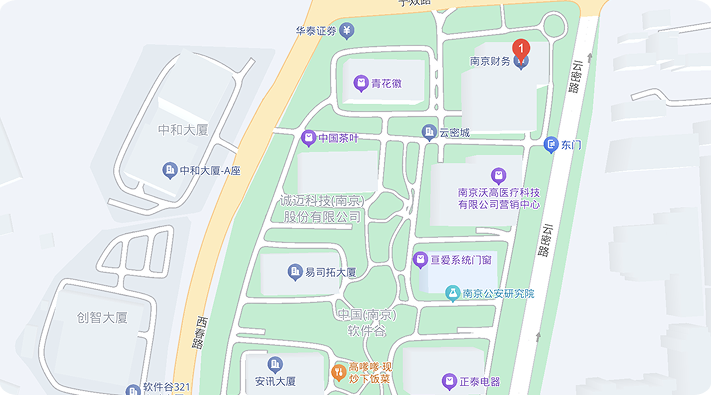 宁双路
华泰证券
1
南京财务
青花徽
云密路
中和大厦
中国茶叶
云密城
东门
中和大厦-A座
南京沃高医疗科技
有限公司营销中心
诚迈科技(南京)
股份有限公司
云密路
易司拓大厦
亘爱系统门窗
南京公安研究院
创智大厦
中国(南京)
软件谷
西春路
高嗲嗲·现
炒下饭菜
安讯大厦
正泰电器
软件谷321